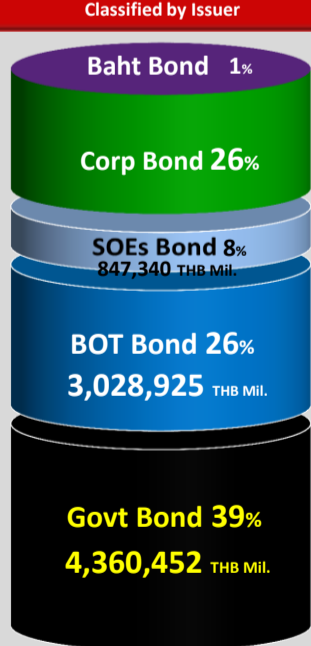 Classified by Issuer
Baht Bond 1%
Corp Bond 26%
SOEs Bond 8%
847,340 THB Mil.
BOT Bond 26%
3,028,925 THB Mil.
Govt Bond 39%
4,360,452 THB Mil.